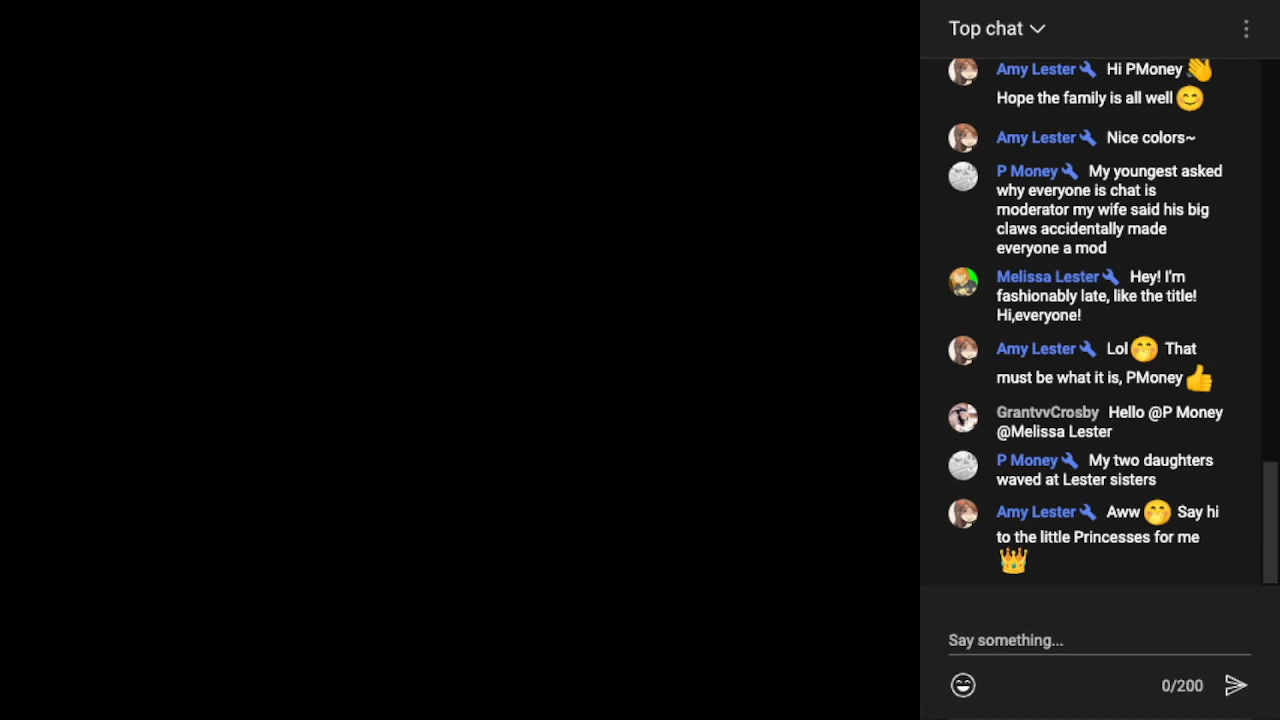 Top chat
Amy Lester Hi PMoney 👋
Hope the family is all well 😊
Amy Lester Nice colors~
P Money My youngest asked
why everyone is chat is
moderator my wife said his big
claws accidentally made
everyone a mod
Melissa Lester Hey! I'm
fashionably late, like the title!
Hi,everyone!
Amy Lester Lol 🤭 That
must be what it is, PMoney 👍
GrantvvCrosby Hello @P Money
@Melissa Lester
P Money My two daughters
waved at Lester sisters
Amy Lester Aww 🤭 Say hi
to the little Princesses for me
👑
Say something...
0/200